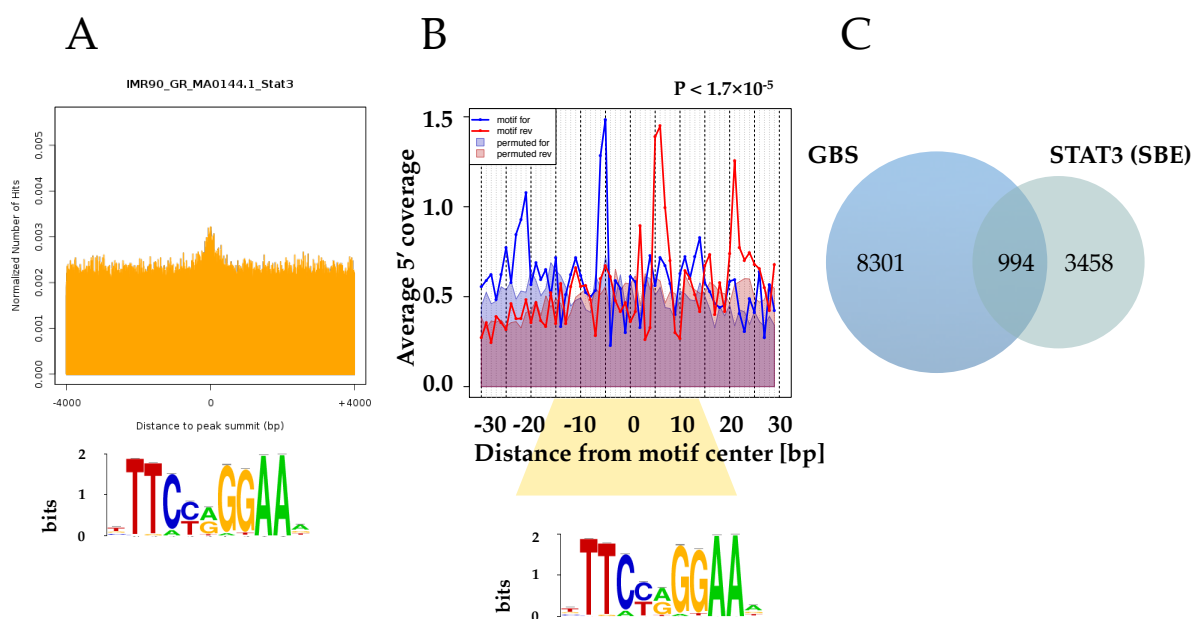 A
B
C
IMR90_GR_MA0144.1_Stat3
Normalized Number of Hits
0.005
0.004
0.003
0.002
0.001
0.000
-4000
0
+4000
Distance to peak summit (bp)
bits
2
1
0
TTCCAGGAA
P < 1.7×10-5
motif for
motif rev
permuted for
permuted rev
Average 5′ coverage
1.5
1.0
0.5
0.0
-30 -20 -10 0 10 20 30
Distance from motif center [bp]
bits
2
1
0
TTCCAGGAA
GBS
STAT3 (SBE)
8301
994
3458